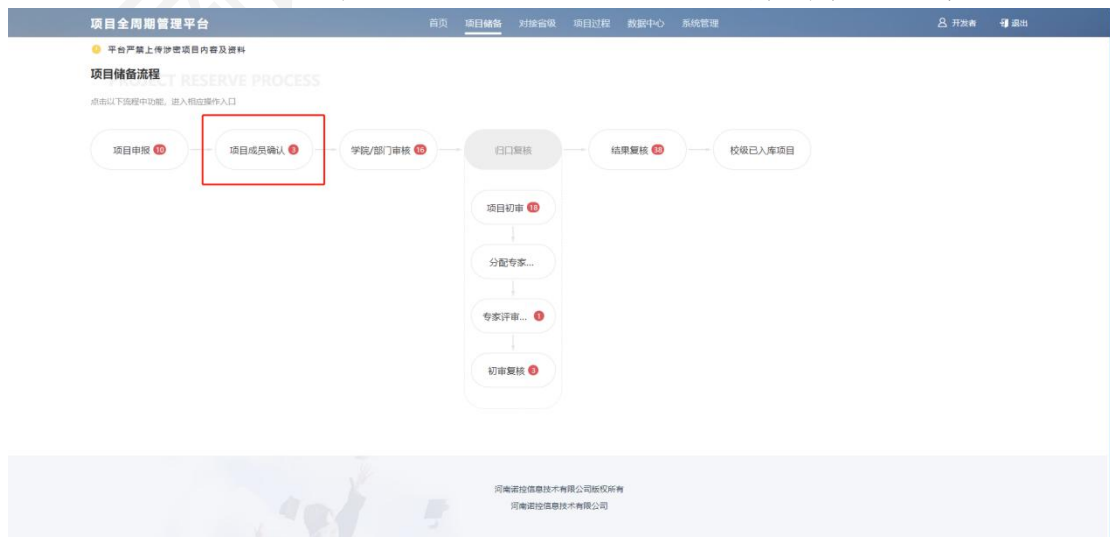 项目全周期管理平台
首页 项目储备 对接省级 项目过程 数据中心 系统管理
开发者 退出
平台严禁上传涉密项目内容及资料
项目储备流程
PROJECT RESERVE PROCESS
点击以下流程中功能，进入相应操作入口
项目申报 10
项目成员确认 3
学院/部门审核 16
归口复核
结果复核 38
校级已入库项目
项目初审 18
分配专家...
专家评审... 1
初审复核 3
河南诺控信息技术有限公司版权所有
河南诺控信息技术有限公司